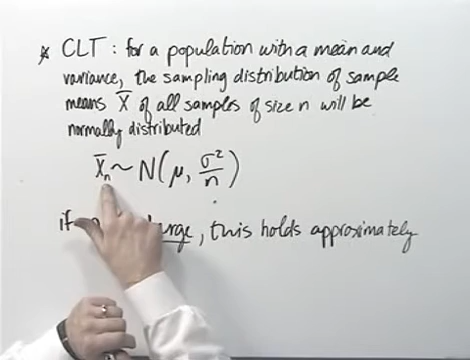 * CLT: for a population with a mean and
variance, the sampling distribution of sample
means X̄ of all samples of size n will be
normally distributed
X̄n ~ N(μ, σ²/n)
if large, this holds approximately